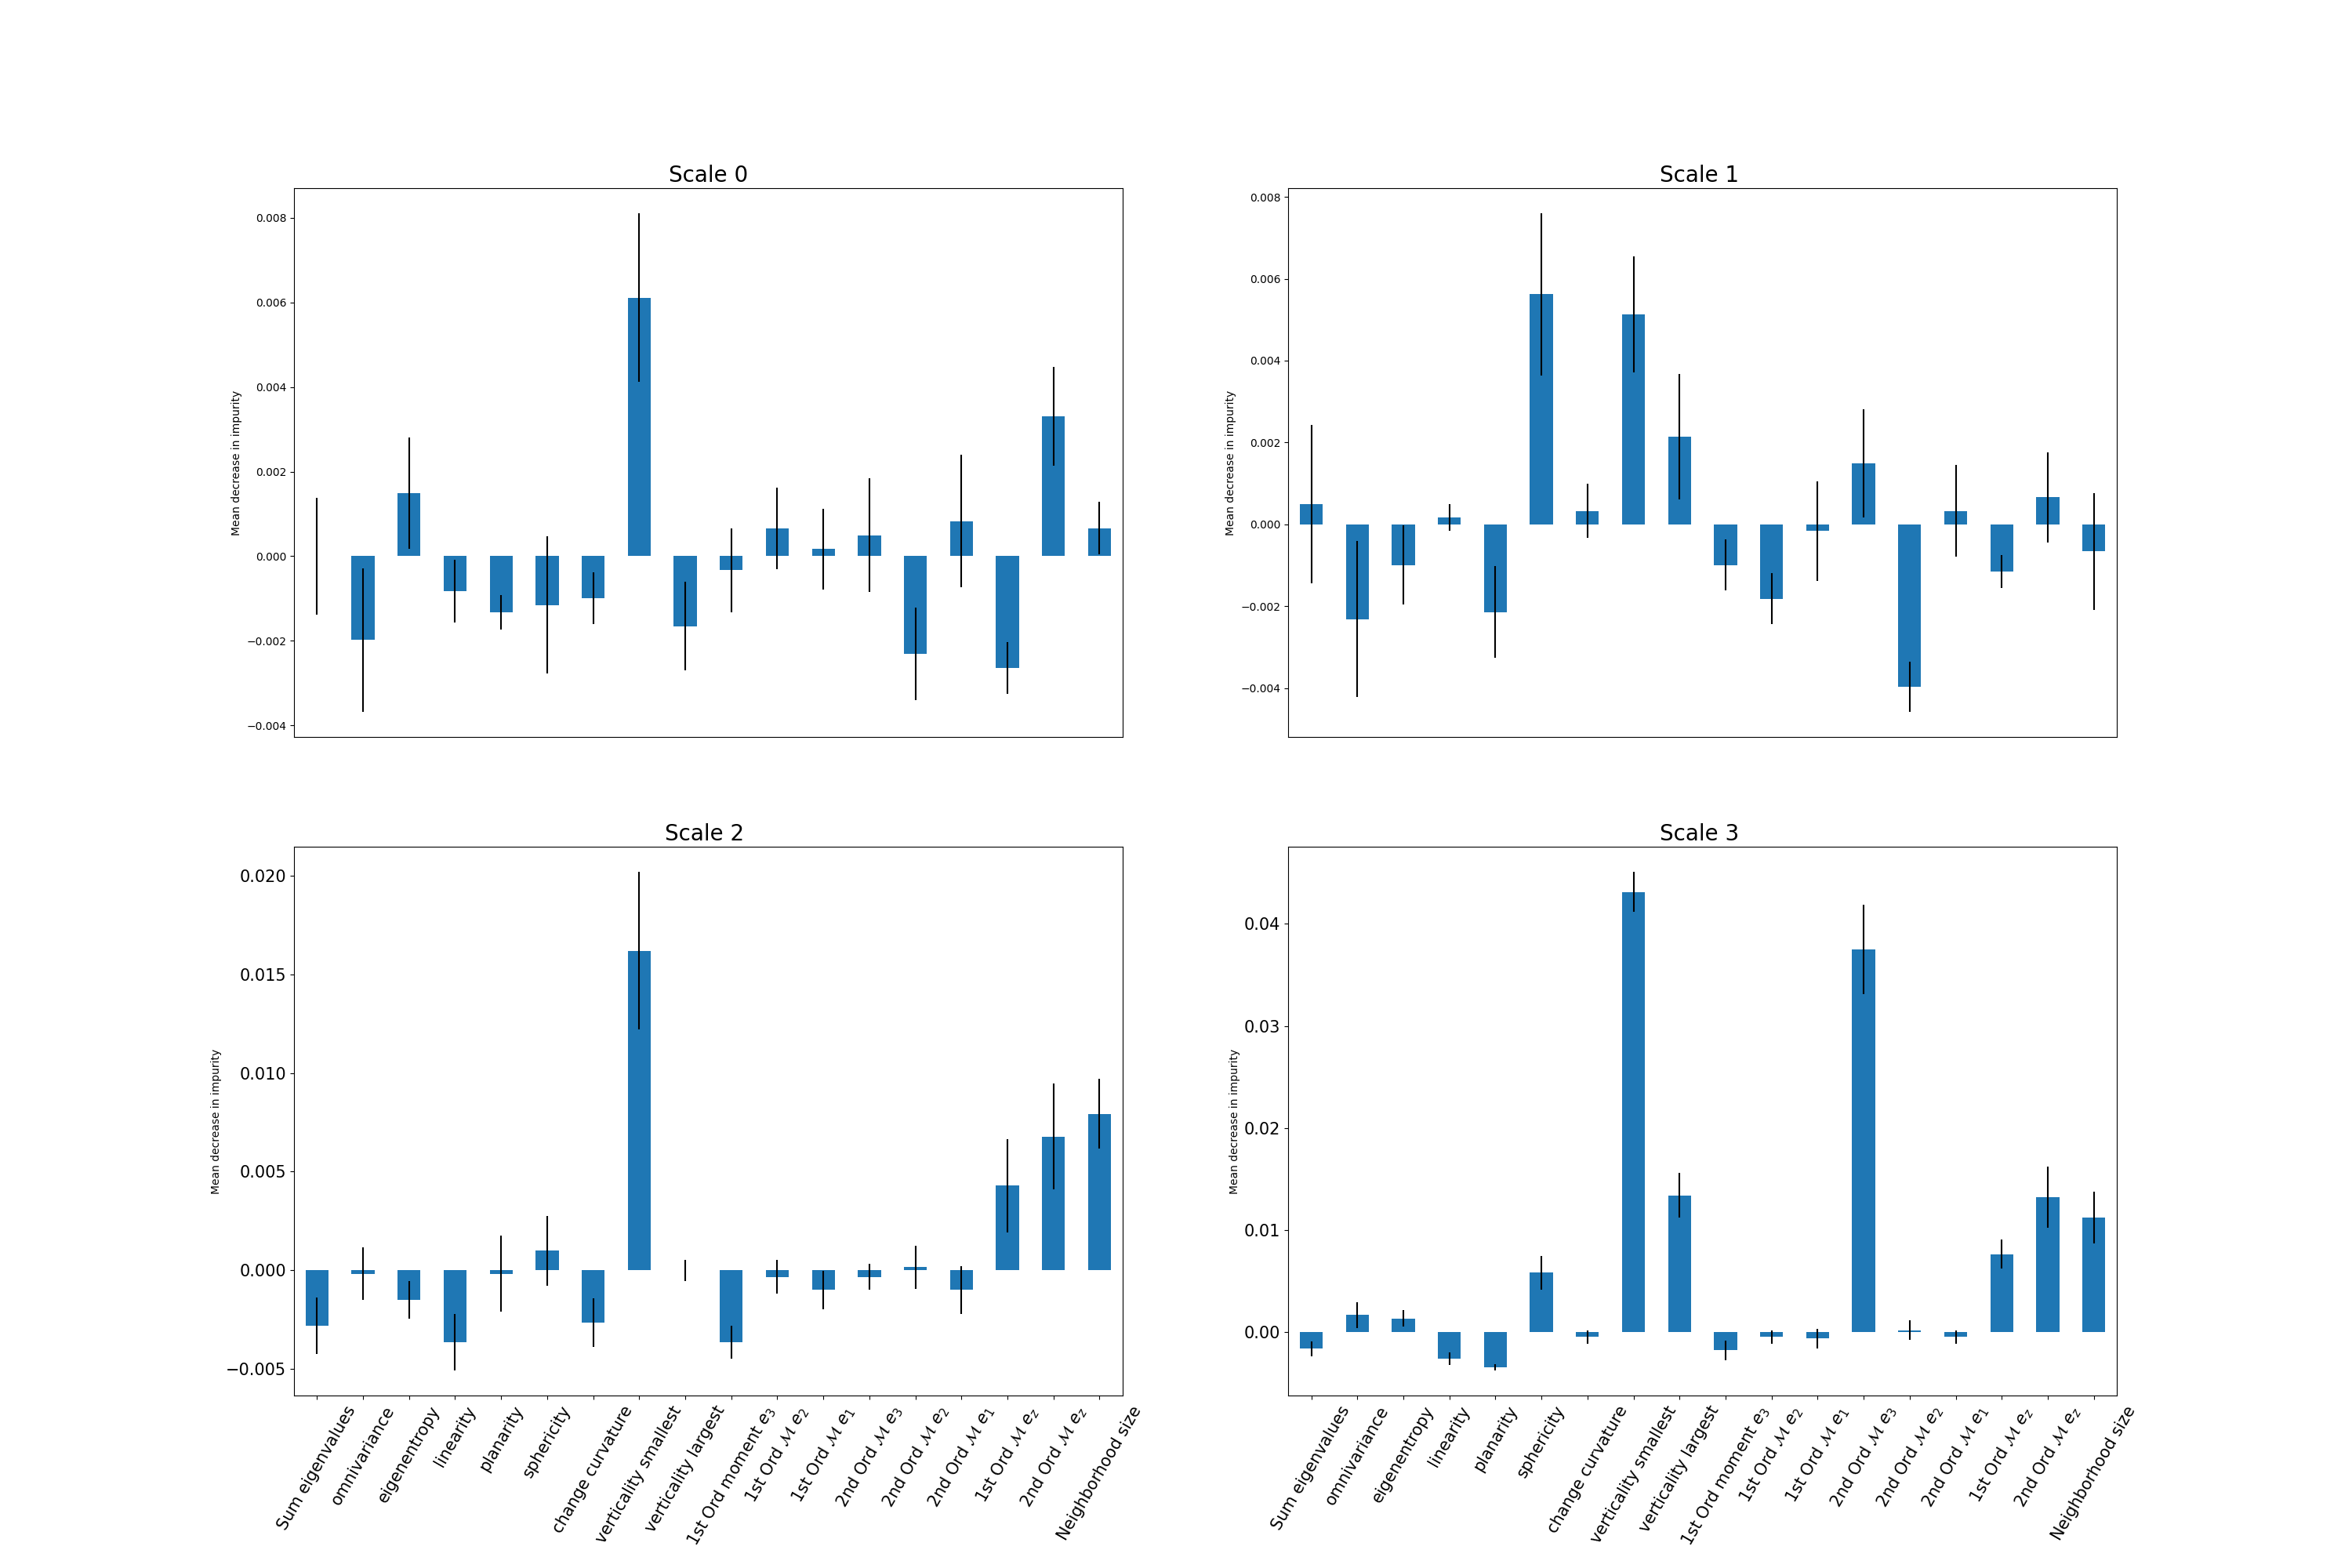 Scale 0
Mean decrease in impurity
0.008
0.006
0.004
0.002
0.000
−0.002
−0.004
Scale 1
Mean decrease in impurity
0.008
0.006
0.004
0.002
0.000
−0.002
−0.004
Scale 2
Mean decrease in impurity
0.020
0.015
0.010
0.005
0.000
−0.005
Sum eigenvalues
omnivariance
eigenentropy
linearity
planarity
sphericity
change curvature
verticality smallest
verticality largest
1st Ord moment e₃
1st Ord ℳ e₂
1st Ord ℳ e₁
2nd Ord ℳ e₃
2nd Ord ℳ e₂
2nd Ord ℳ e₁
1st Ord ℳ e_z
2nd Ord ℳ e_z
Neighborhood size
Scale 3
Mean decrease in impurity
0.04
0.03
0.02
0.01
0.00
Sum eigenvalues
omnivariance
eigenentropy
linearity
planarity
sphericity
change curvature
verticality smallest
verticality largest
1st Ord moment e₃
1st Ord ℳ e₂
1st Ord ℳ e₁
2nd Ord ℳ e₃
2nd Ord ℳ e₂
2nd Ord ℳ e₁
1st Ord ℳ e_z
2nd Ord ℳ e_z
Neighborhood size